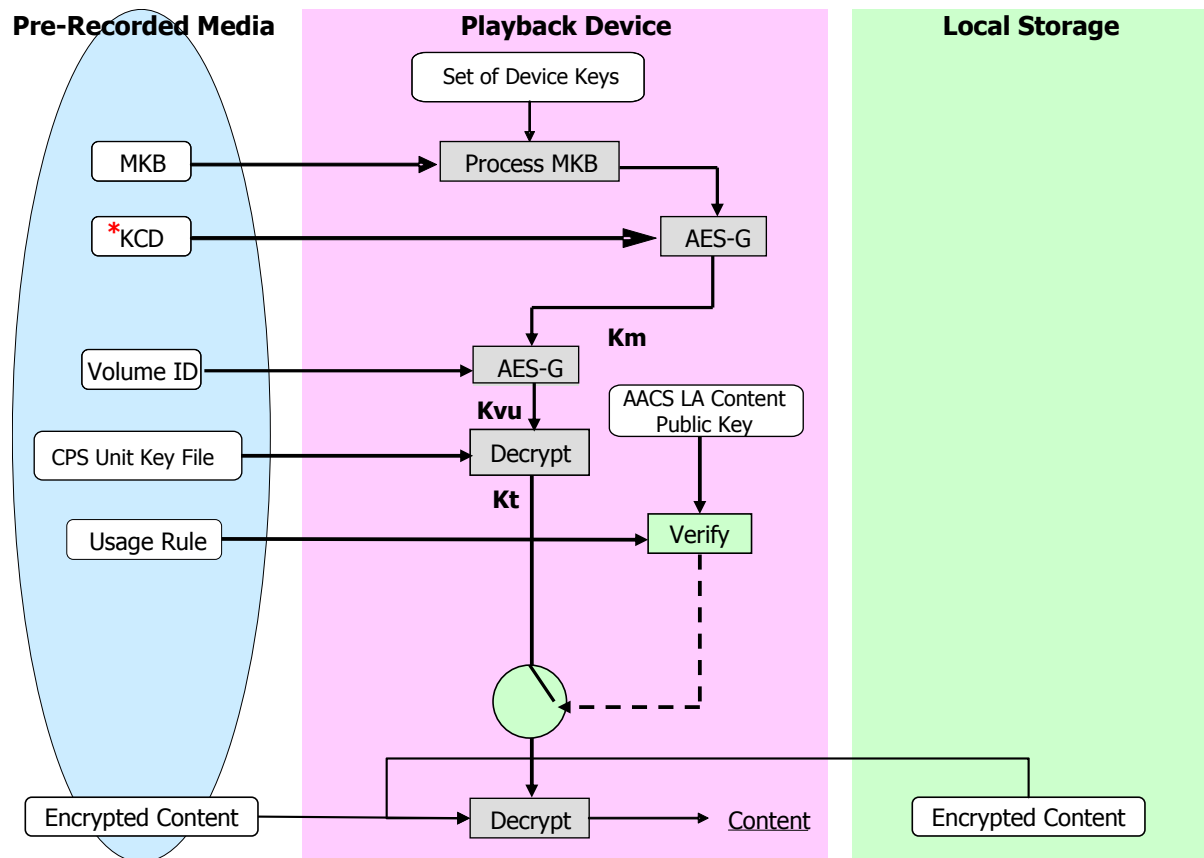 Pre-Recorded Media
Playback Device
Local Storage
Set of Device Keys
MKB
Process MKB
*KCD
AES-G
Km
Volume ID
AES-G
Kvu
AACS LA Content
Public Key
CPS Unit Key File
Decrypt
Kt
Usage Rule
Verify
Encrypted Content
Decrypt
Content
Encrypted Content